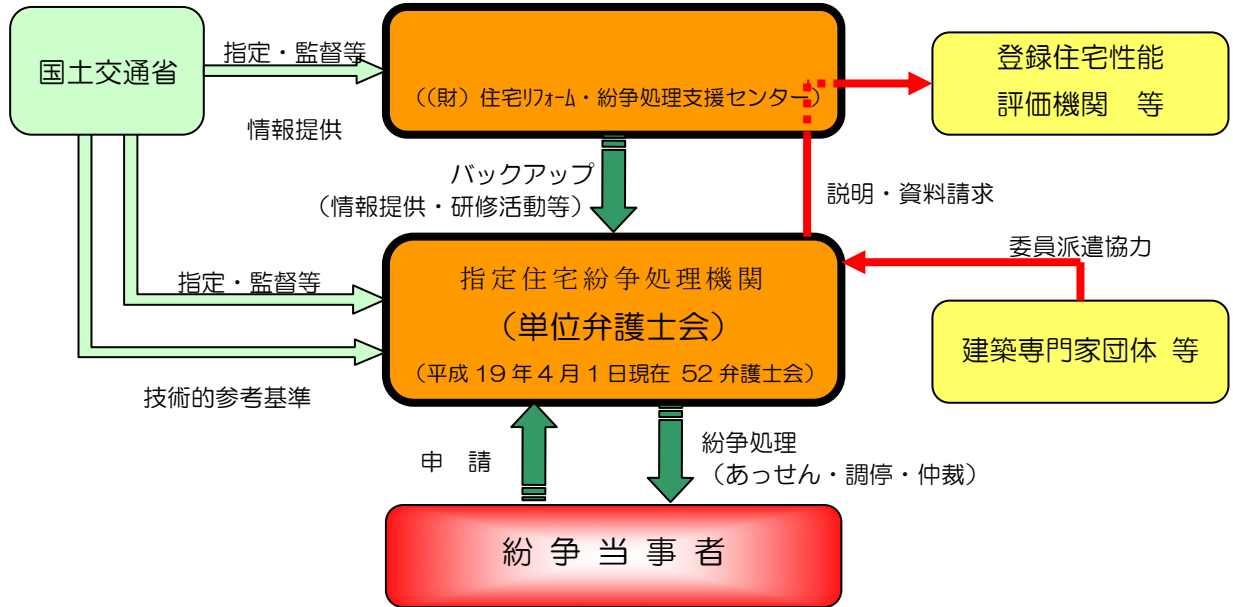 国土交通省
指定・監督等
情報提供
((財)住宅ﾘﾌｫｰﾑ・紛争処理支援センター)
登録住宅性能
評価機関 等
バックアップ
(情報提供・研修活動等)
説明・資料請求
委員派遣協力
指定・監督等
指定住宅紛争処理機関
(単位弁護士会)
(平成19年4月1日現在 52弁護士会)
建築専門家団体 等
技術的参考基準
申 請
紛争処理
(あっせん・調停・仲裁)
紛争当事者